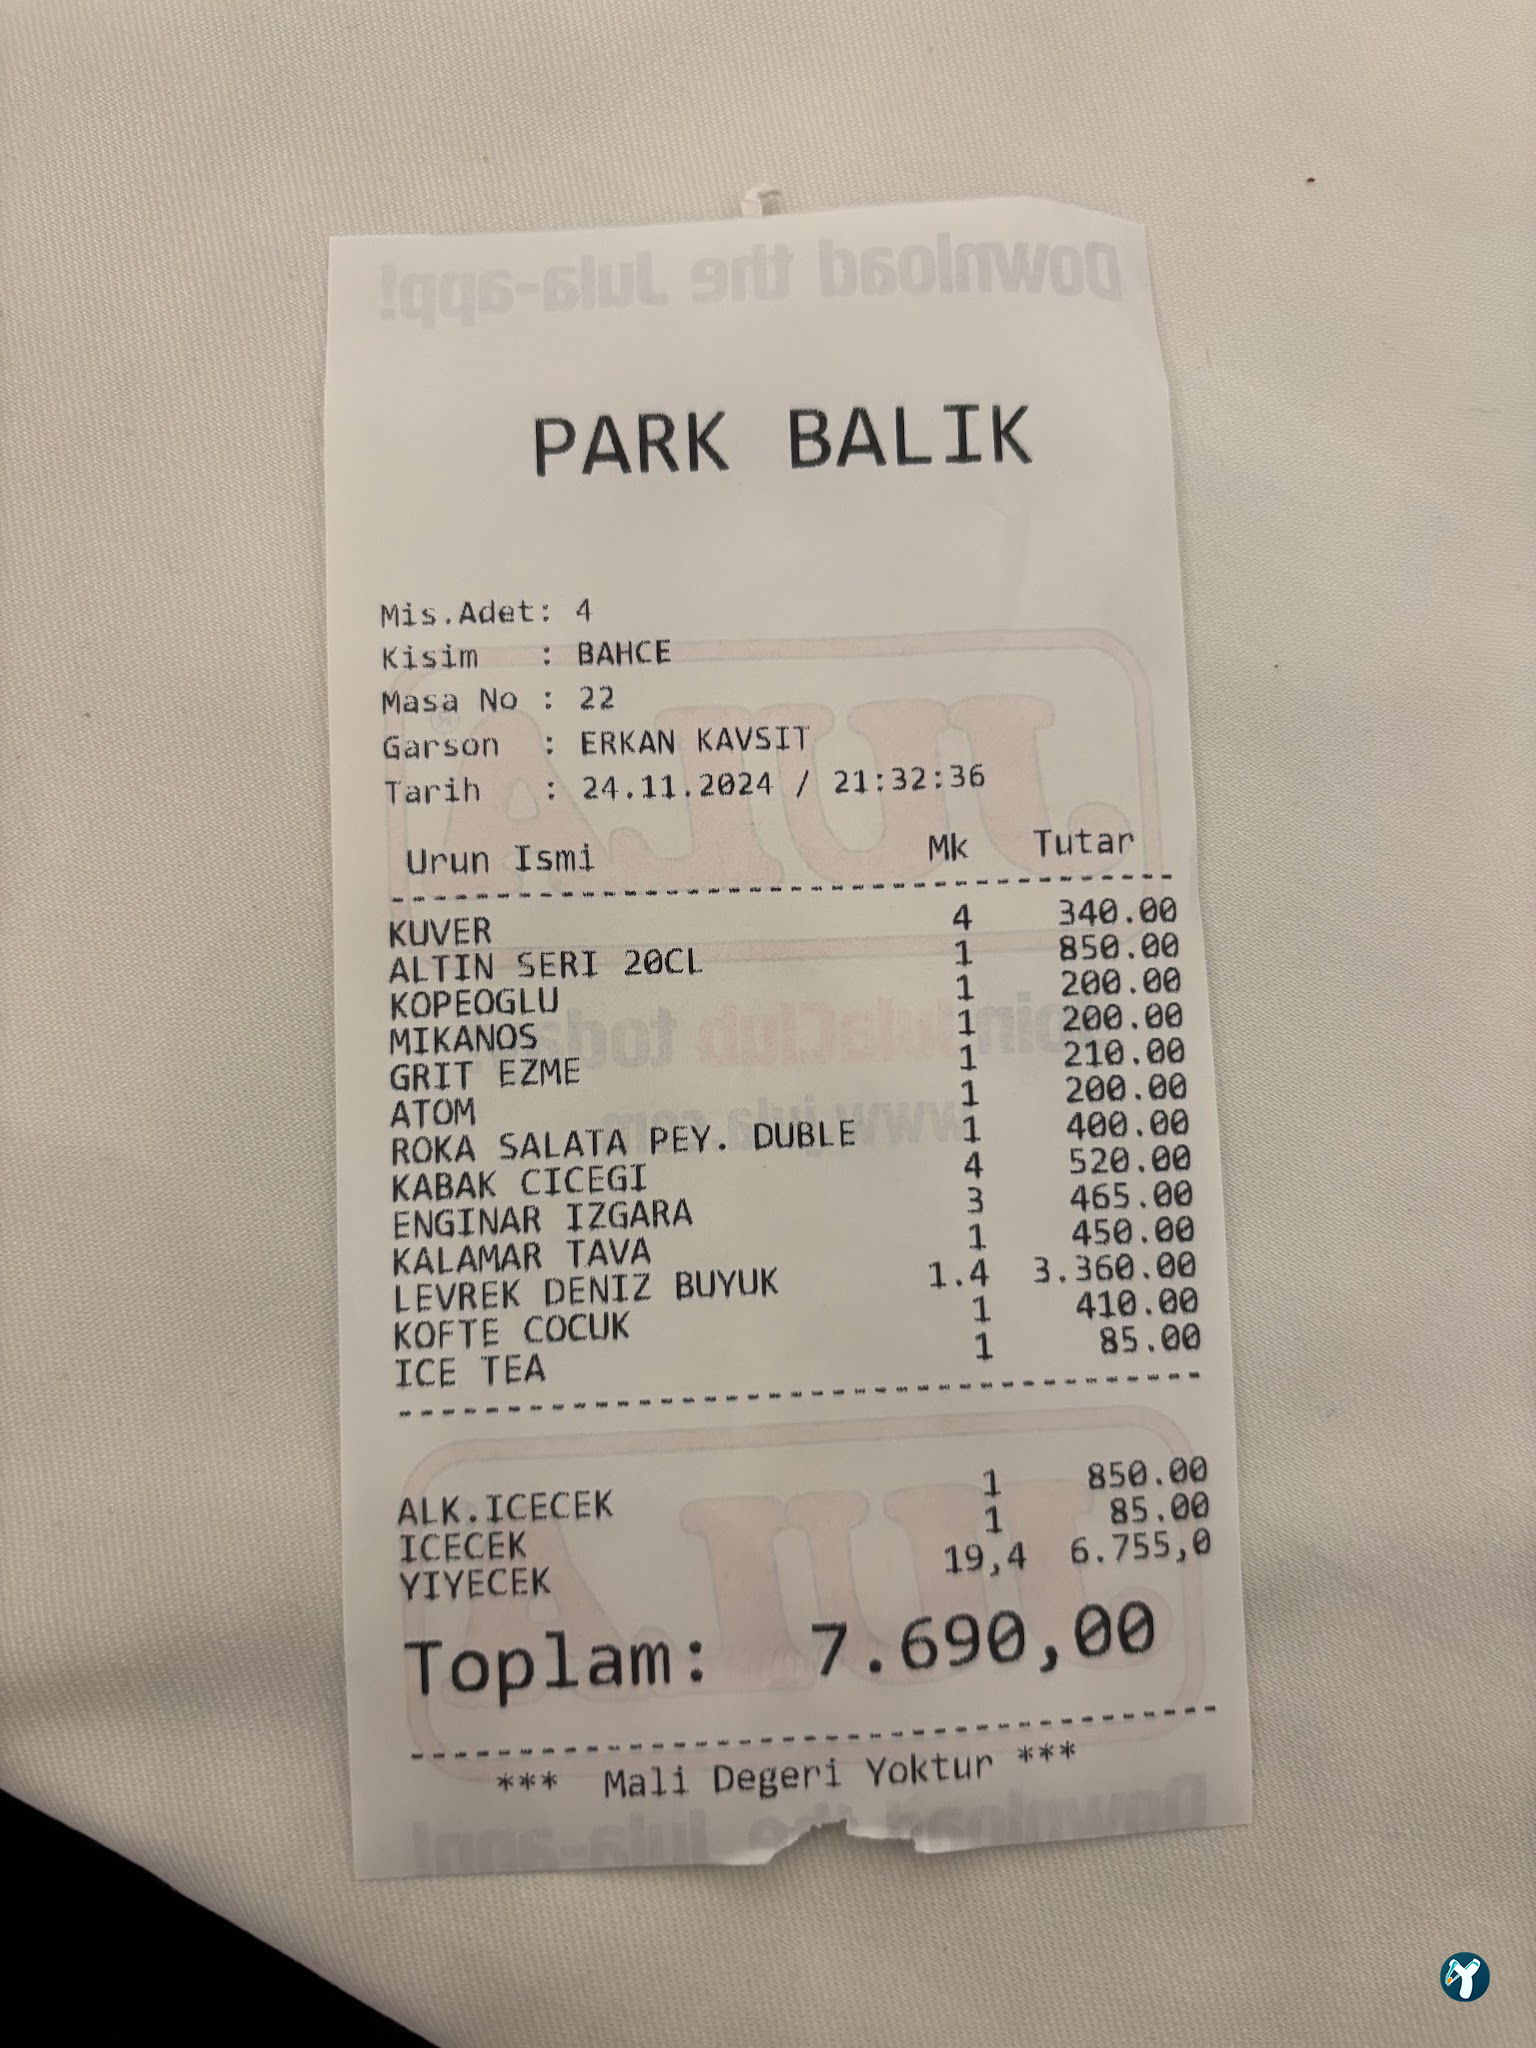 Download the Jula-app!
PARK BALIK
Mis.Adet: 4
Kisim : BAHCE
Masa No : 22
Garson : ERKAN KAVSIT
Tarih : 24.11.2024 / 21:32:36
Urun Ismi Mk Tutar
KUVER 4 340.00
ALTIN SERI 20CL 1 850.00
KOPEOGLU 1 200.00
MIKANOS 1 200.00
GRIT EZME 1 210.00
ATOM 1 200.00
ROKA SALATA PEY. DUBLE 1 400.00
KABAK CICEGI 4 520.00
ENGINAR IZGARA 3 465.00
KALAMAR TAVA 1 450.00
LEVREK DENIZ BUYUK 1.4 3.360.00
KOFTE COCUK 1 410.00
ICE TEA 1 85.00
ALK.ICECEK 1 850.00
ICECEK 1 85.00
YIYECEK 19,4 6.755,0
Toplam: 7.690,00
*** Mali Degeri Yoktur ***
Download the Jula-app!